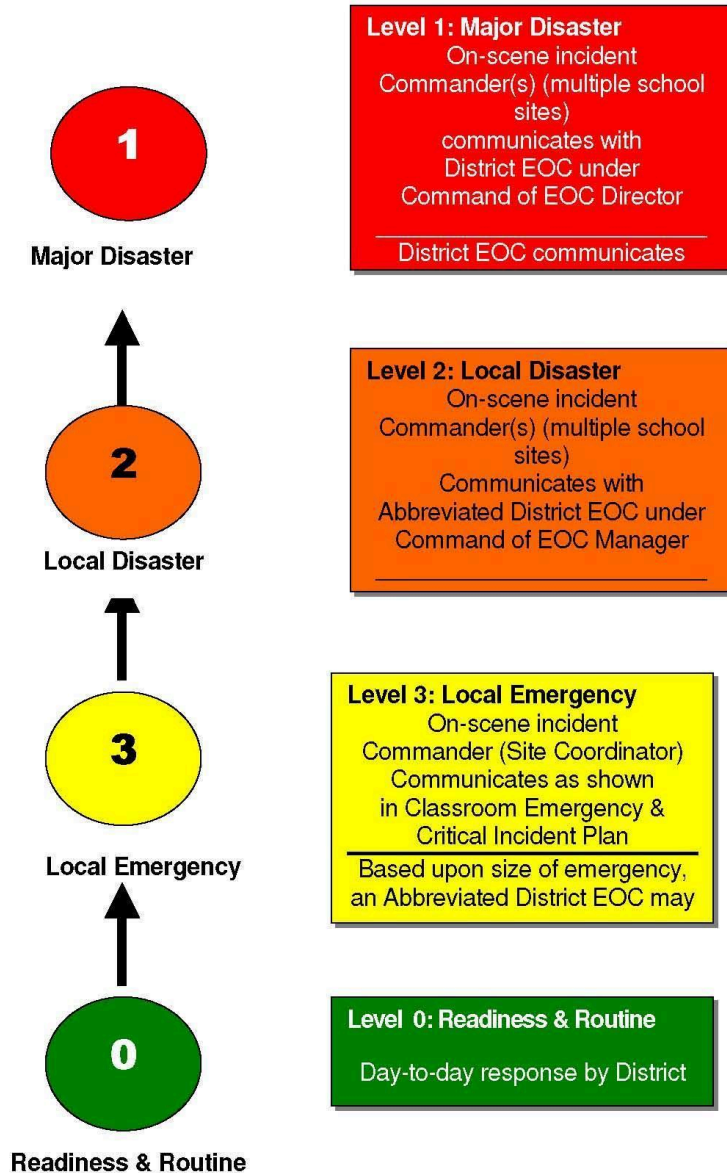 1
Major Disaster
Level 1: Major Disaster
On-scene incident
Commander(s) (multiple school
sites)
communicates with
District EOC under
Command of EOC Director
District EOC communicates
2
Local Disaster
Level 2: Local Disaster
On-scene incident
Commander(s) (multiple school
sites)
Communicates with
Abbreviated District EOC under
Command of EOC Manager
3
Local Emergency
Level 3: Local Emergency
On-scene incident
Commander (Site Coordinator)
Communicates as shown
in Classroom Emergency &
Critical Incident Plan
Based upon size of emergency,
an Abbreviated District EOC may
0
Readiness & Routine
Level 0: Readiness & Routine
Day-to-day response by District